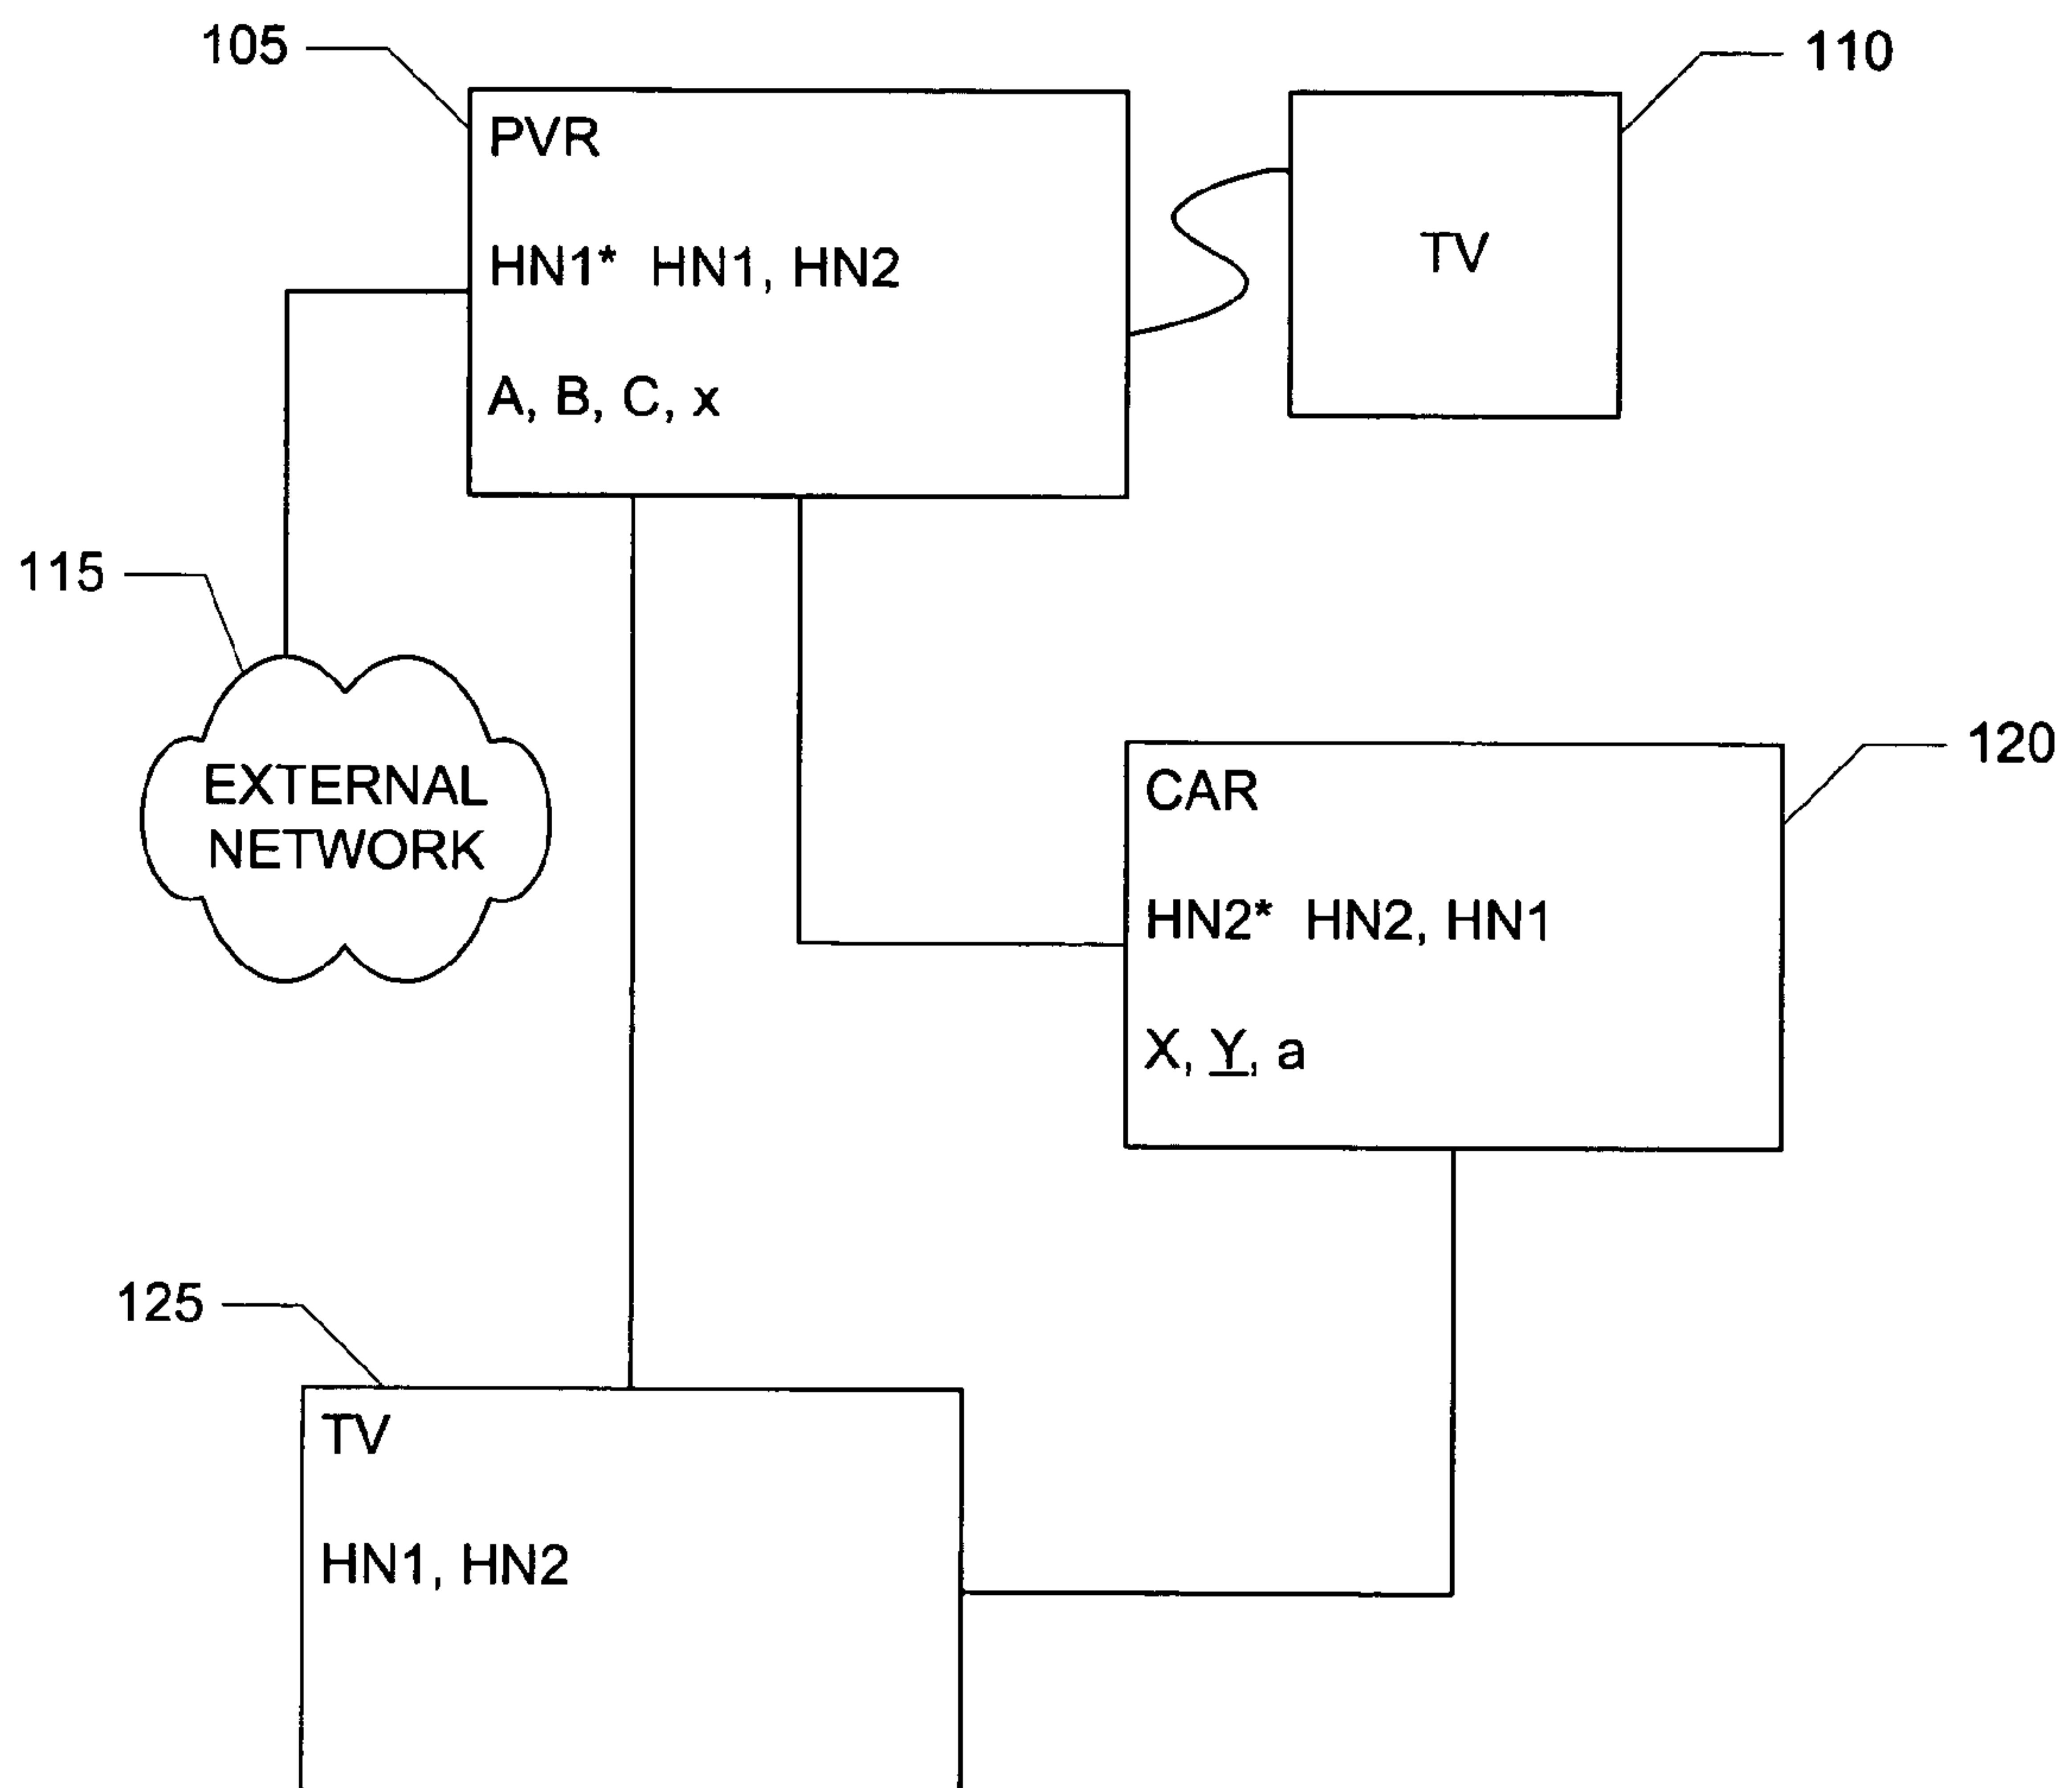 105
110
PVR
HN1* HN1, HN2
A, B, C, x
TV
115
EXTERNAL
NETWORK
120
CAR
HN2* HN2, HN1
X, Y, a
125
TV
HN1, HN2